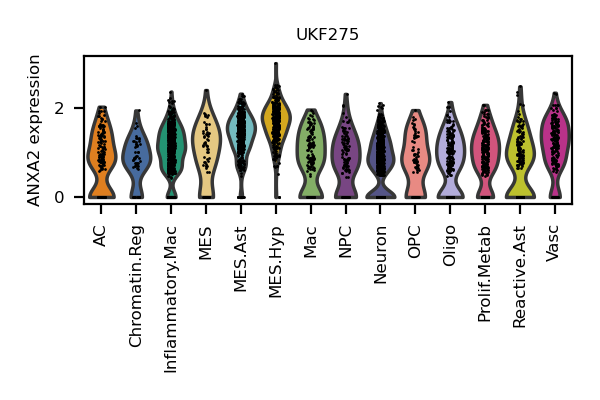 UKF275
ANXA2 expression
2
0
AC
Chromatin.Reg
Inflammatory.Mac
MES
MES.Ast
MES.Hyp
Mac
NPC
Neuron
OPC
Oligo
Prolif.Metab
Reactive.Ast
Vasc